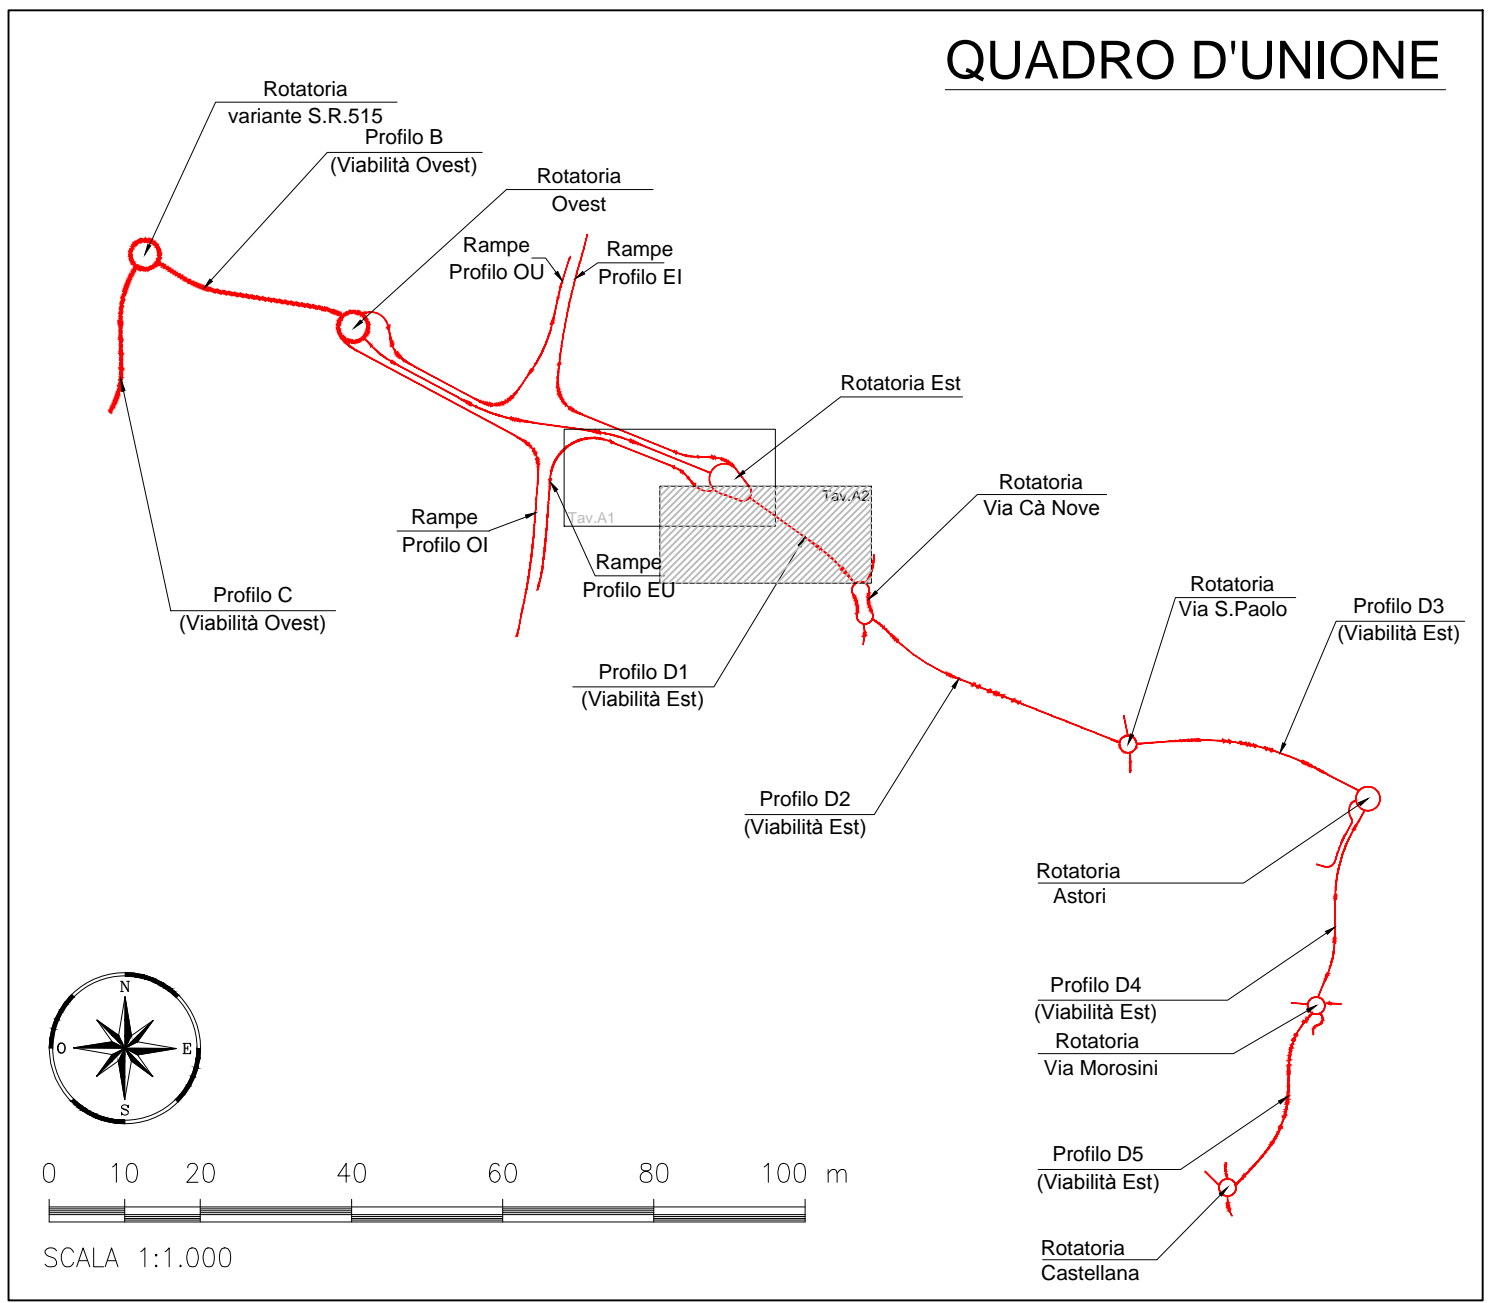 QUADRO D'UNIONE
Rotatoria
variante S.R.515
Profilo B
(Viabilità Ovest)
Rotatoria
Ovest
Rampe
Profilo OU
Rampe
Profilo EI
Rotatoria Est
Rotatoria
Via Cà Nove
Tav.A2
Tav.A1
Rampe
Profilo OI
Rampe
Profilo EU
Profilo C
(Viabilità Ovest)
Rotatoria
Via S.Paolo
Profilo D3
(Viabilità Est)
Profilo D1
(Viabilità Est)
Profilo D2
(Viabilità Est)
Rotatoria
Astori
Profilo D4
(Viabilità Est)
Rotatoria
Via Morosini
Profilo D5
(Viabilità Est)
Rotatoria
Castellana
N
O
E
S
0 10 20 40 60 80 100 m
SCALA 1:1.000